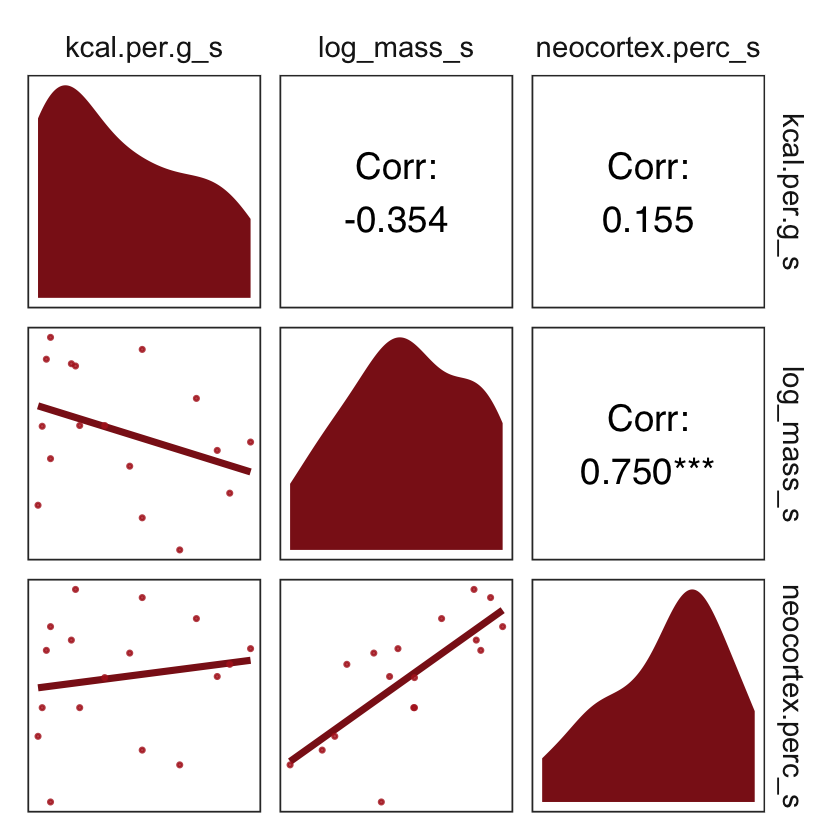 kcal.per.g_s
log_mass_s
neocortex.perc_s
Corr:
-0.354
Corr:
0.155
kcal.per.g_s
Corr:
0.750***
log_mass_s
neocortex.perc_s